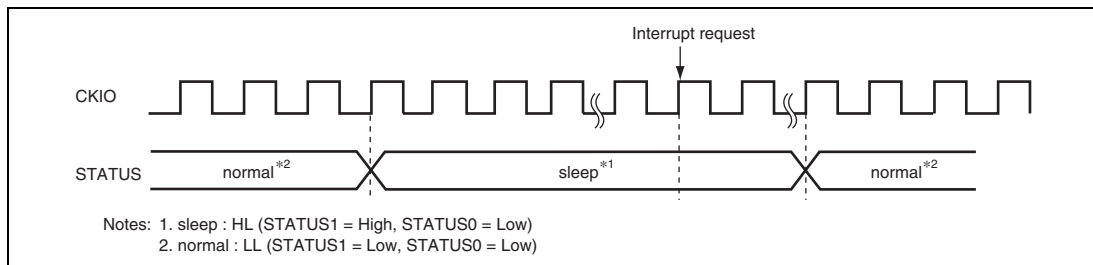 Interrupt request
CKIO
STATUS
normal*2
sleep*1
normal*2
Notes: 1. sleep : HL (STATUS1 = High, STATUS0 = Low)
2. normal : LL (STATUS1 = Low, STATUS0 = Low)